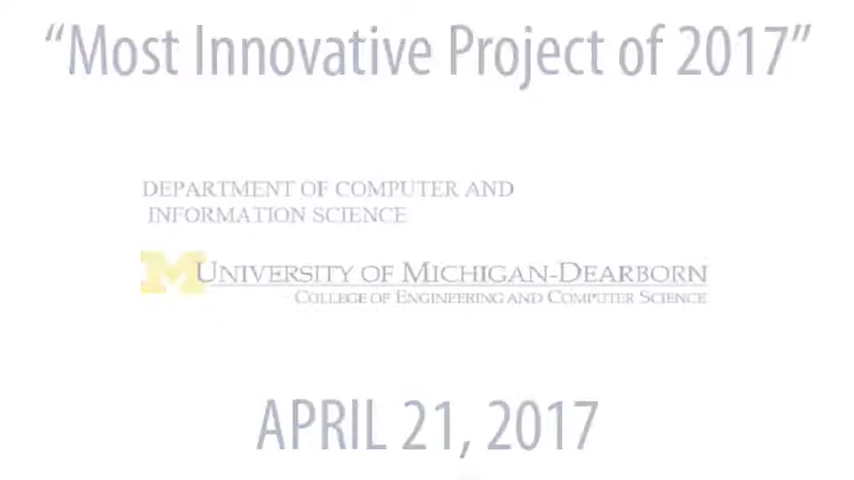 “Most Innovative Project of 2017”
DEPARTMENT OF COMPUTER AND
INFORMATION SCIENCE
M UNIVERSITY OF MICHIGAN-DEARBORN
COLLEGE OF ENGINEERING AND COMPUTER SCIENCE
APRIL 21, 2017